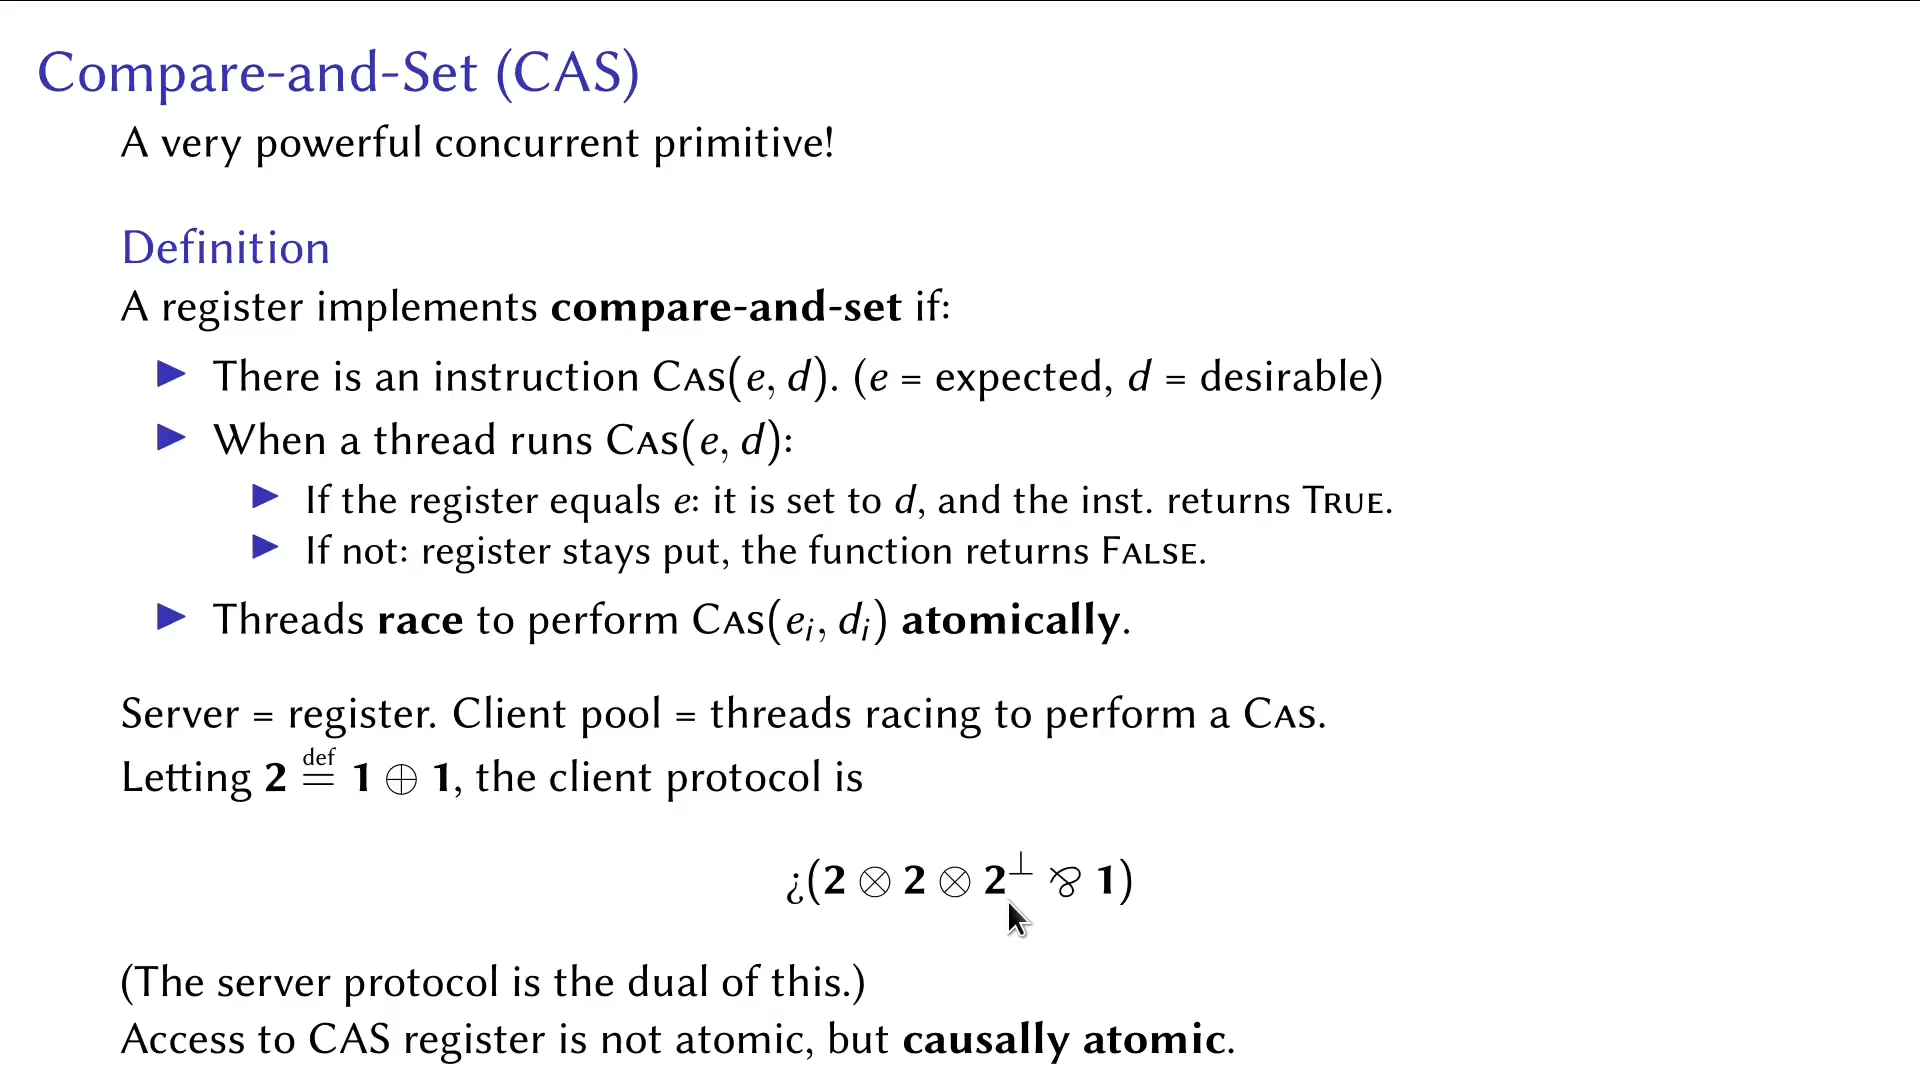 Compare-and-Set (CAS)
A very powerful concurrent primitive!
Definition
A register implements compare-and-set if:
▶ There is an instruction CAS(e, d). (e = expected, d = desirable)
▶ When a thread runs CAS(e, d):
▶ If the register equals e: it is set to d, and the inst. returns TRUE.
▶ If not: register stays put, the function returns FALSE.
▶ Threads race to perform CAS(eᵢ, dᵢ) atomically.
Server = register. Client pool = threads racing to perform a CAS.
Letting 2 ≝ 1 ⊕ 1, the client protocol is
¿(2 ⊗ 2 ⊗ 2^⊥ ⅋ 1)
(The server protocol is the dual of this.)
Access to CAS register is not atomic, but causally atomic.